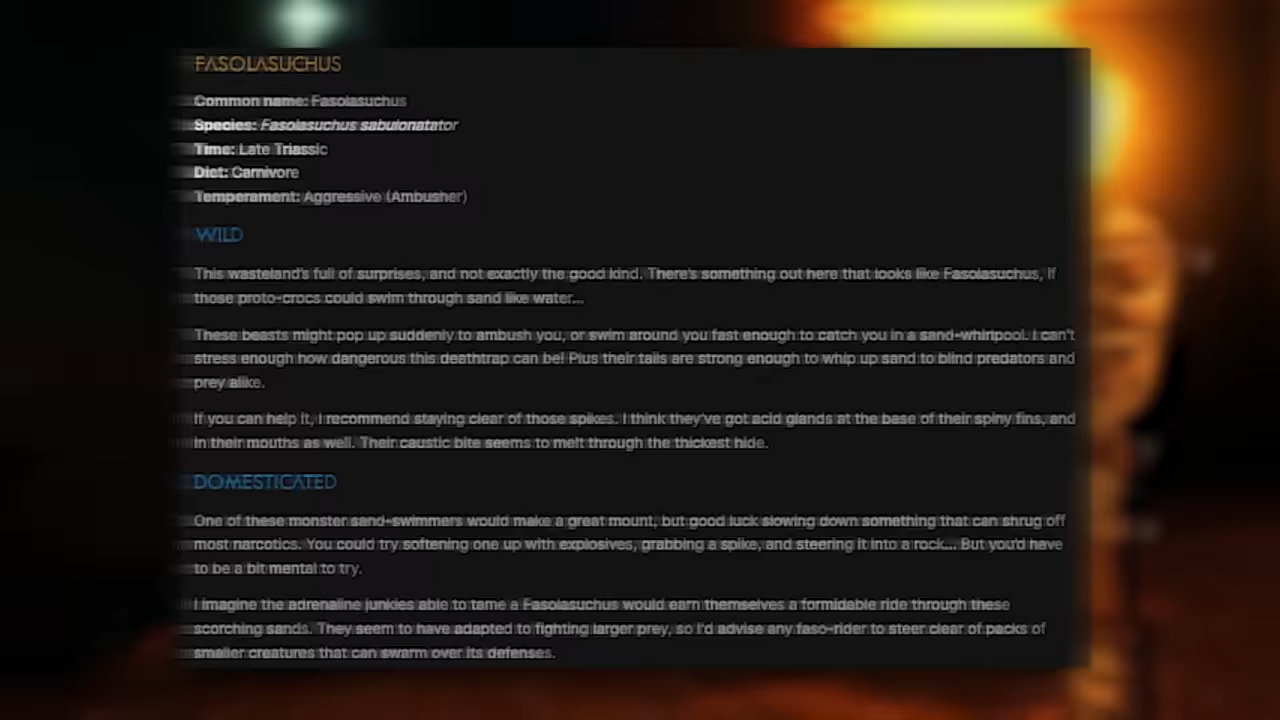 FASOLASUCHUS
Common name: Fasolasuchus
Species: Fasolasuchus sabulonatator
Time: Late Triassic
Diet: Carnivore
Temperament: Aggressive (Ambusher)
WILD
This wasteland's full of surprises, and not exactly the good kind. There's something out here that looks like Fasolasuchus, if
those proto-crocs could swim through sand like water...
These beasts might pop up suddenly to ambush you, or swim around you fast enough to catch you in a sand-whirlpool. I can't
stress enough how dangerous this deathtrap can be! Plus their tails are strong enough to whip up sand to blind predators and
prey alike.
If you can help it, I recommend staying clear of those spikes. I think they've got acid glands at the base of their spiny fins, and
in their mouths as well. Their caustic bite seems to melt through the thickest hide.
DOMESTICATED
One of these monster sand-swimmers would make a great mount, but good luck slowing down something that can shrug off
most narcotics. You could try softening one up with explosives, grabbing a spike, and steering it into a rock... But you'd have
to be a bit mental to try.
I imagine the adrenaline junkies able to tame a Fasolasuchus would earn themselves a formidable ride through these
scorching sands. They seem to have adapted to fighting larger prey, so I'd advise any faso-rider to steer clear of packs of
smaller creatures that can swarm over its defenses.